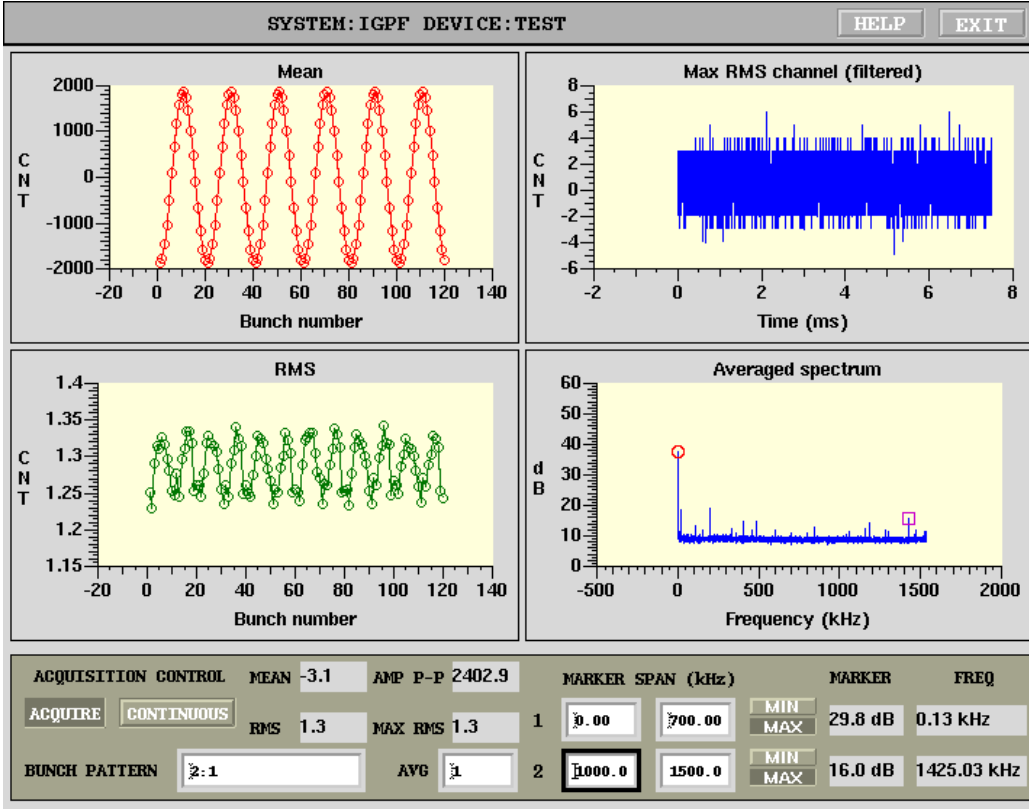 SYSTEM:IGPF DEVICE:TEST HELP EXIT
Mean
2000
1000
0
-1000
-2000
C
N
T
-20 0 20 40 60 80 100 120 140
Bunch number
Max RMS channel (filtered)
8
6
4
2
0
-2
-4
-6
C
N
T
-2 0 2 4 6 8
Time (ms)
RMS
1.4
1.35
1.3
1.25
1.2
1.15
C
N
T
-20 0 20 40 60 80 100 120 140
Bunch number
Averaged spectrum
60
50
40
30
20
10
0
d
B
-500 0 500 1000 1500 2000
Frequency (kHz)
ACQUISITION CONTROL MEAN -3.1 AMP P-P 2402.9 MARKER SPAN (kHz) MARKER FREQ
ACQUIRE CONTINUOUS RMS 1.3 MAX RMS 1.3 1 0.00 700.00 MIN MAX 29.8 dB 0.13 kHz
BUNCH PATTERN 2:1 AVG 1 2 1000.0 1500.0 MIN MAX 16.0 dB 1425.03 kHz